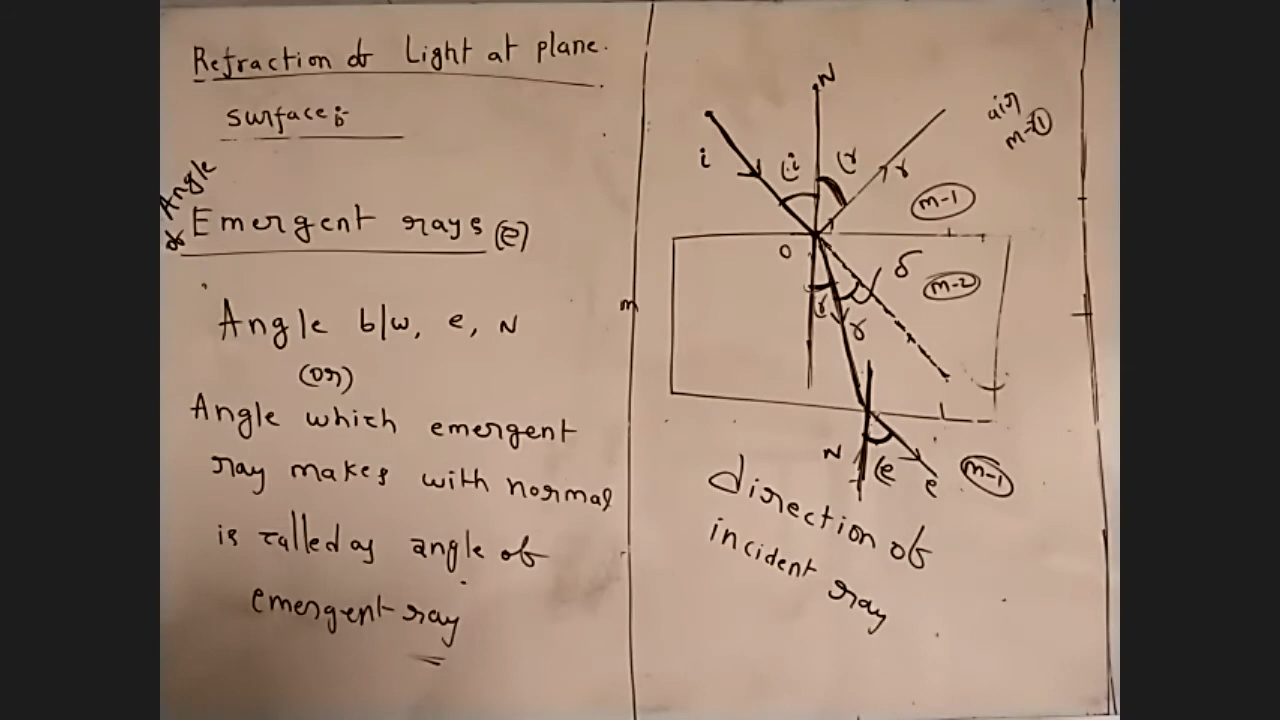 Refraction of Light at plane.
surface:-
Angle
of Emergent rays (e)
Angle b/w, e, N
(or)
Angle which emergent
ray makes with normal
is called as angle of
emergent ray
m
N
air
m-1
i
(i
(r
r
m-1
O
δ
m-2
(r
r
N
(e
e
m-1
direction of
incident ray